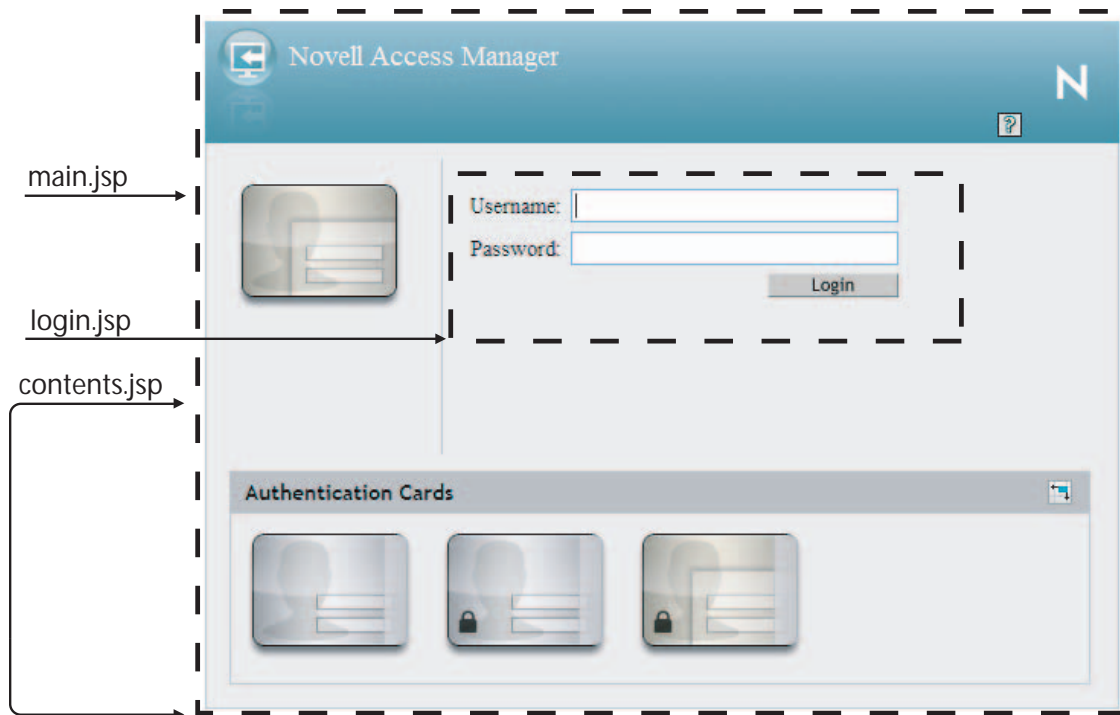 Novell Access Manager
N
?
main.jsp
Username:
Password:
Login
login.jsp
contents.jsp
Authentication Cards